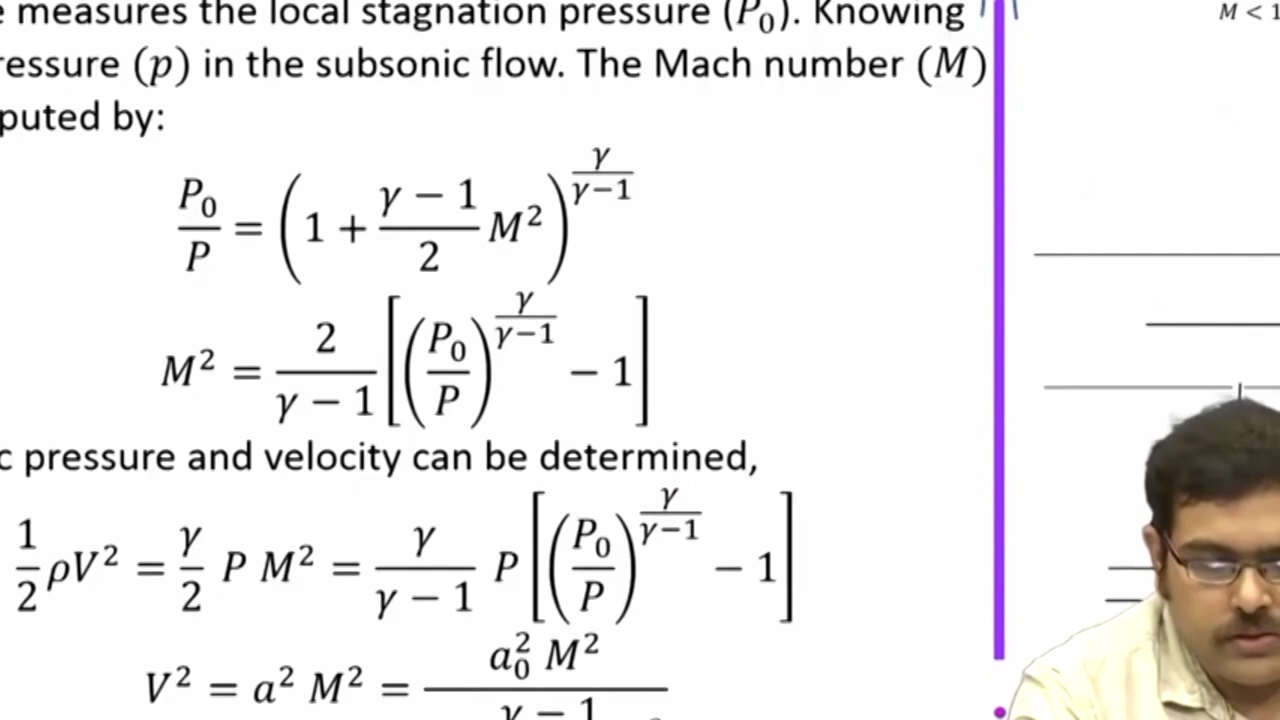 measures the local stagnation pressure (P₀). Knowing
M < 1
(p) in the subsonic flow. The Mach number (M)
by:
P₀/P = (1 + (γ − 1)/2 M²)^(γ/(γ−1))
M² = 2/(γ − 1) [(P₀/P)^(γ/(γ−1)) − 1]
pressure and velocity can be determined,
1/2 ρV² = γ/2 P M² = γ/(γ − 1) P [(P₀/P)^(γ/(γ−1)) − 1]
V² = a² M² = a₀² M²
γ − 1